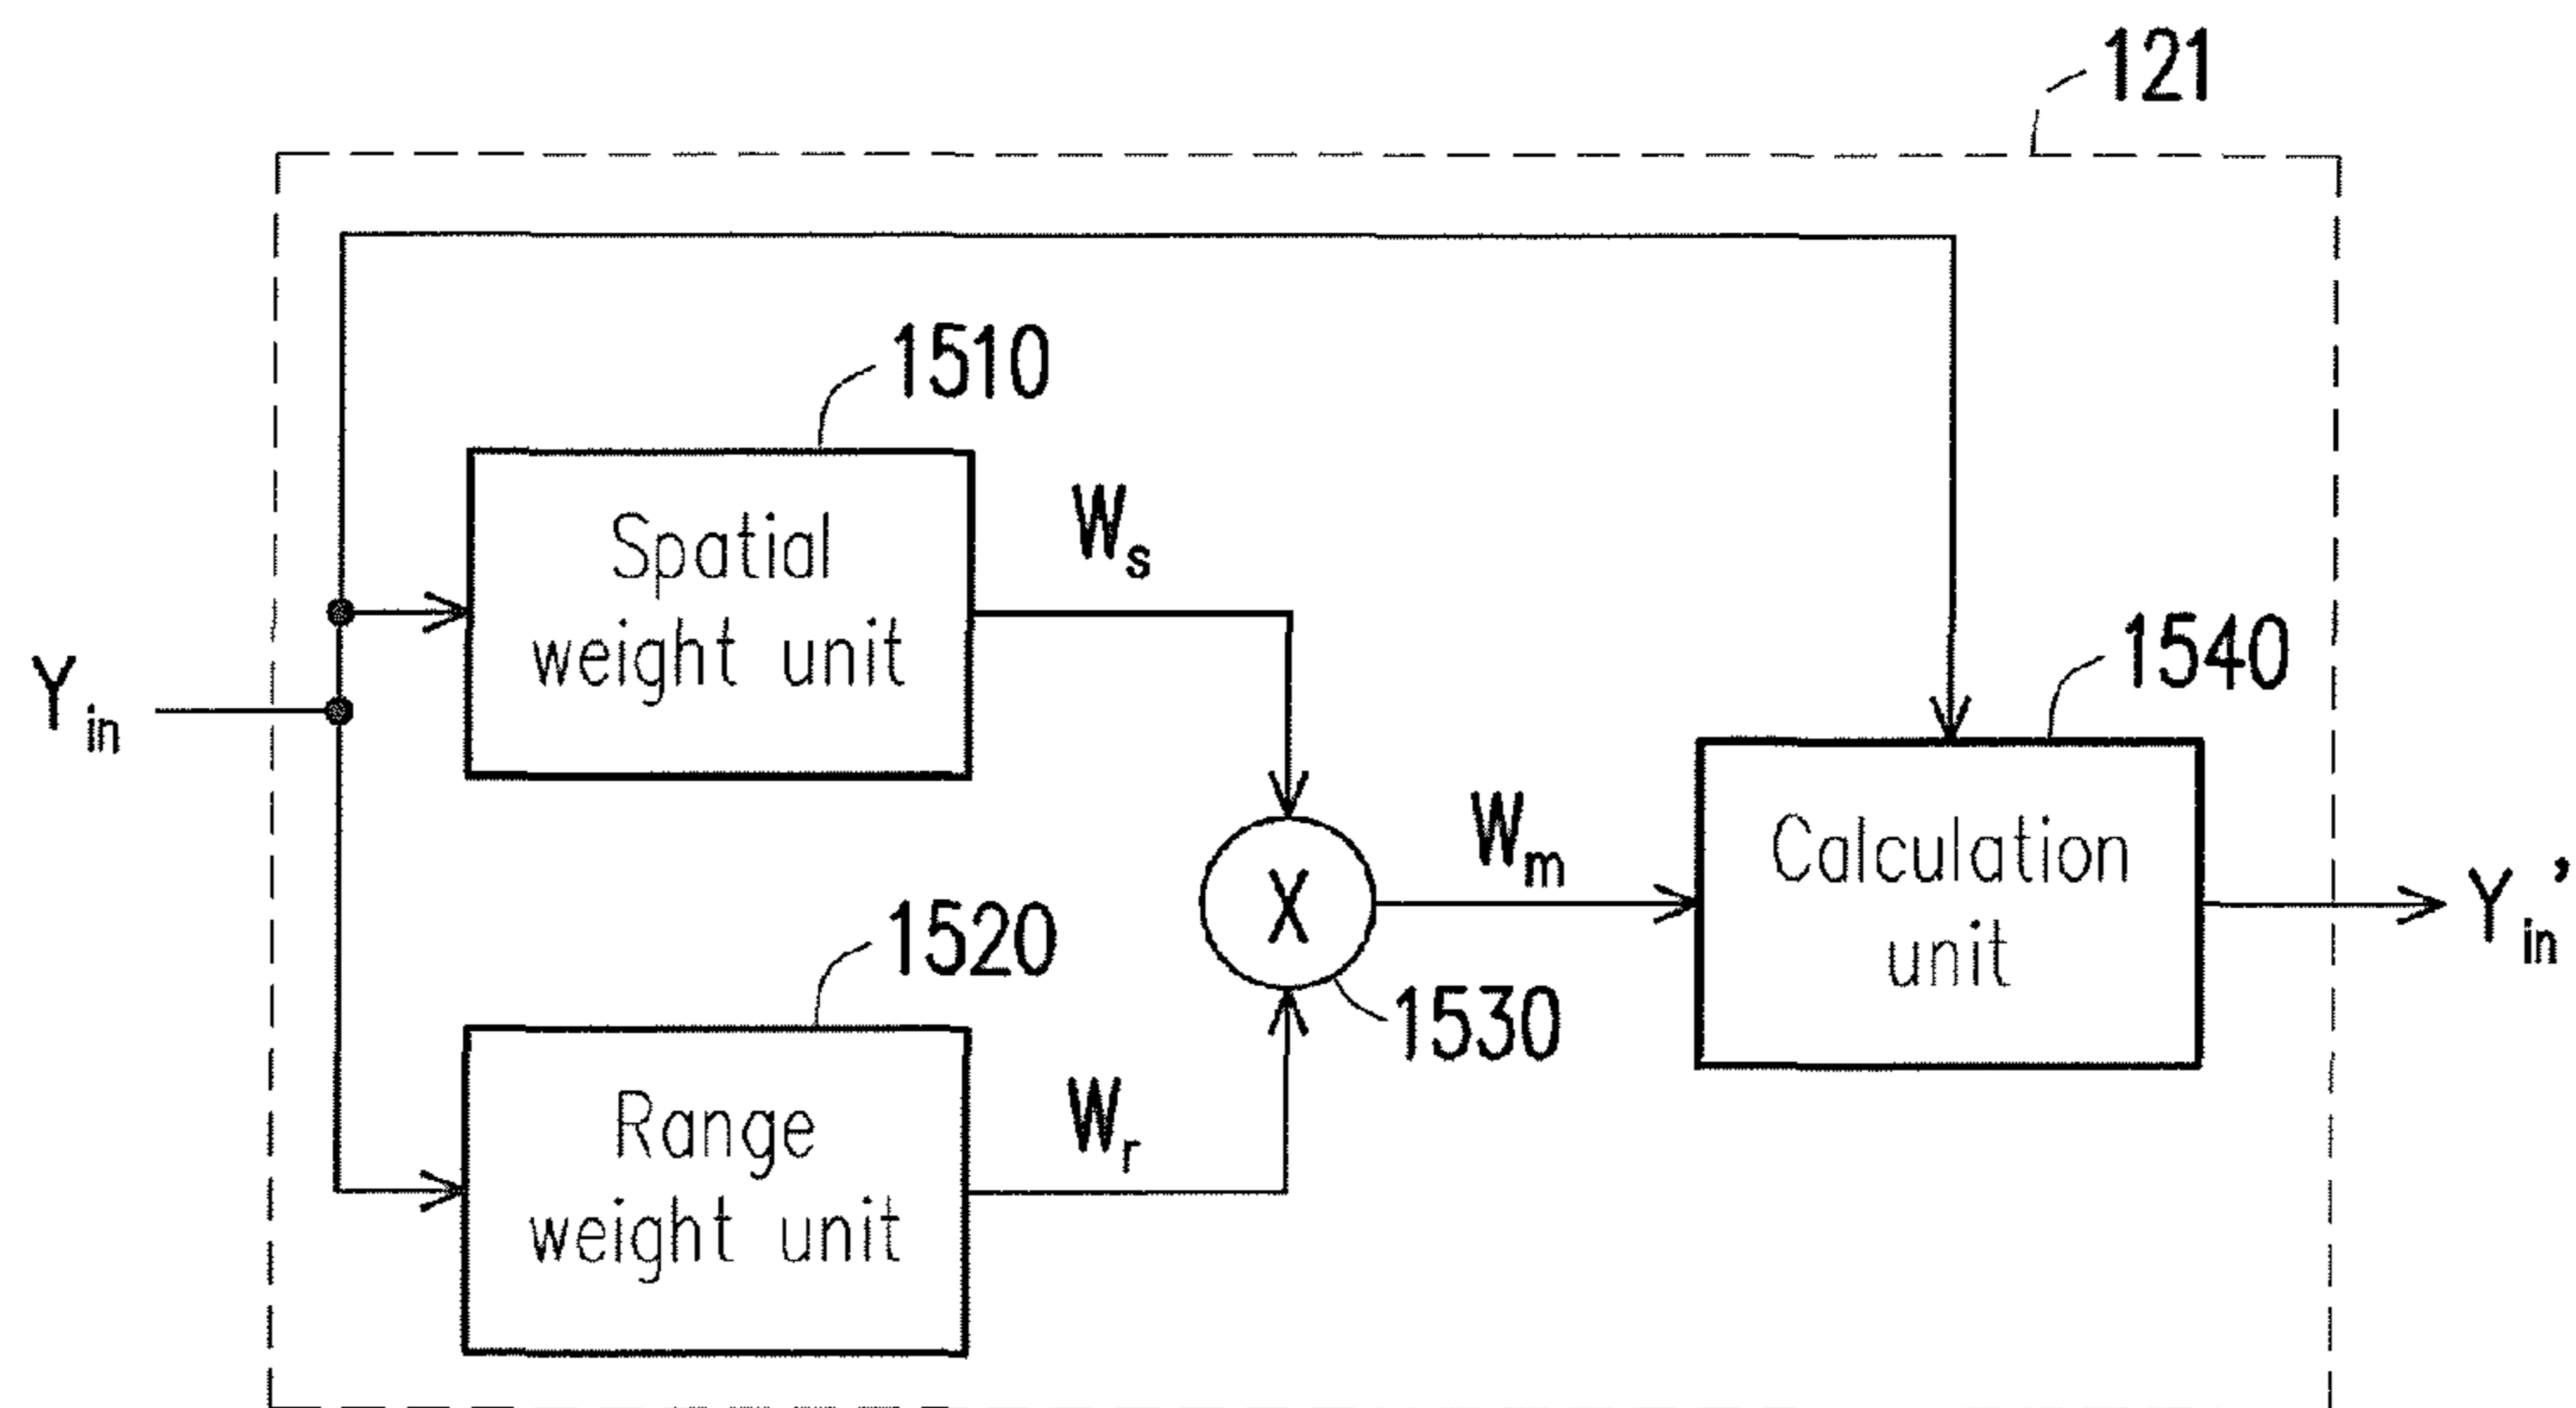 121
1510
Spatial
weight unit
W_s
Y_in
1540
W_m
Calculation
unit
X
Y_in'
1520
1530
Range
weight unit
W_r